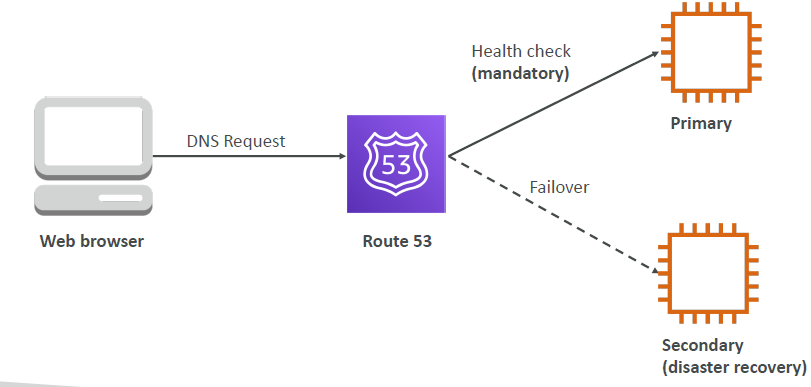 Health check
(mandatory)
Primary
DNS Request
53
Failover
Web browser
Route 53
Secondary
(disaster recovery)